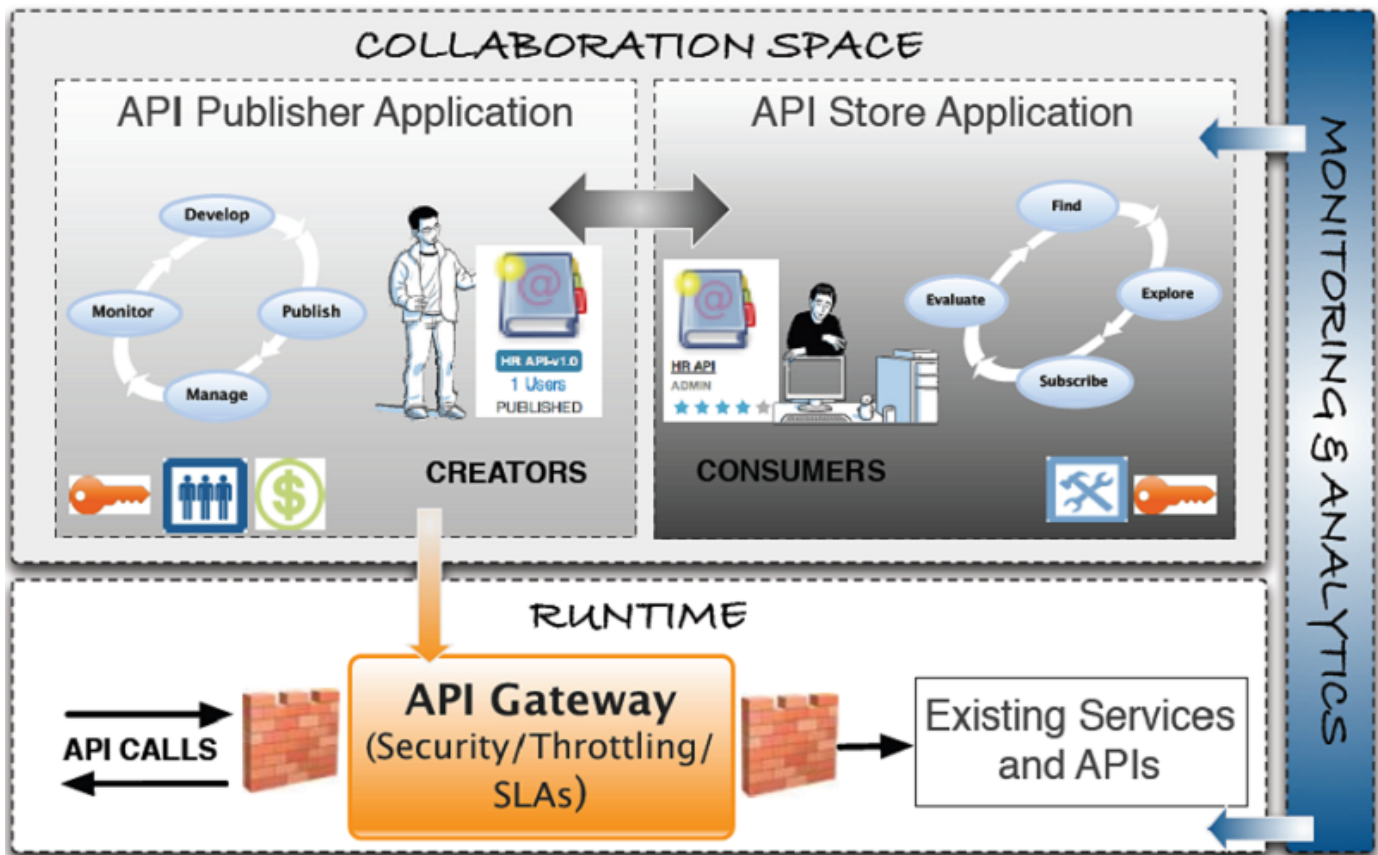 COLLABORATION SPACE
API Publisher Application
Develop
Monitor
Publish
Manage
@
HR API-v1.0
1 Users
PUBLISHED
CREATORS
$
API Store Application
Find
Evaluate
Explore
Subscribe
@
HR API
ADMIN
CONSUMERS
RUNTIME
API CALLS
API Gateway
(Security/Throttling/
SLAs)
Existing Services
and APIs
MONITORING & ANALYTICS